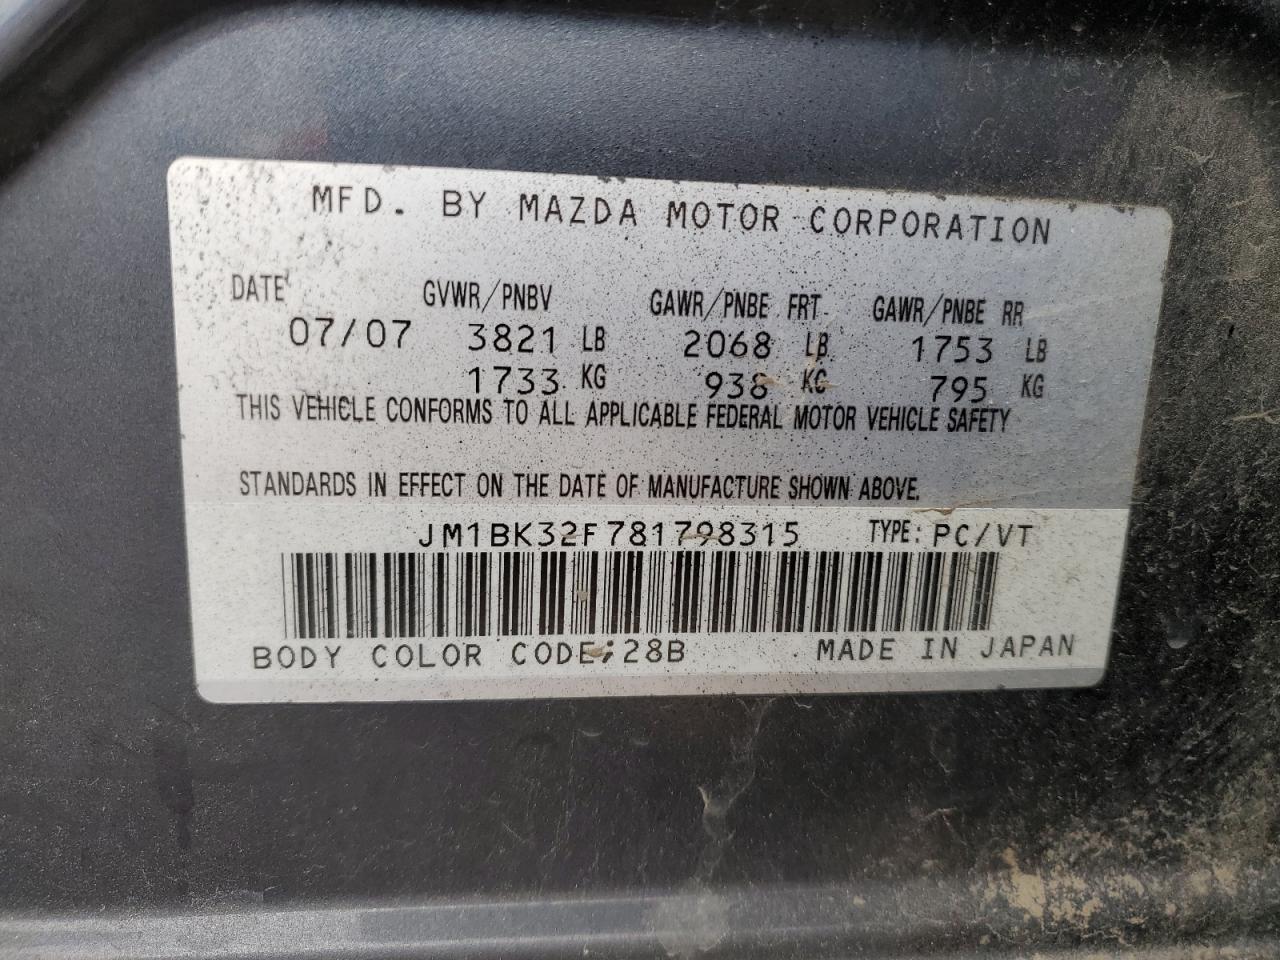 MFD. BY MAZDA MOTOR CORPORATION
DATE GVWR/PNBV GAWR/PNBE FRT GAWR/PNBE RR
07/07 3821 LB 2068 LB 1753 LB
1733 KG 938 KG 795 KG
THIS VEHICLE CONFORMS TO ALL APPLICABLE FEDERAL MOTOR VEHICLE SAFETY
STANDARDS IN EFFECT ON THE DATE OF MANUFACTURE SHOWN ABOVE.
JM1BK32F781798315 TYPE: PC/VT
BODY COLOR CODE:28B MADE IN JAPAN